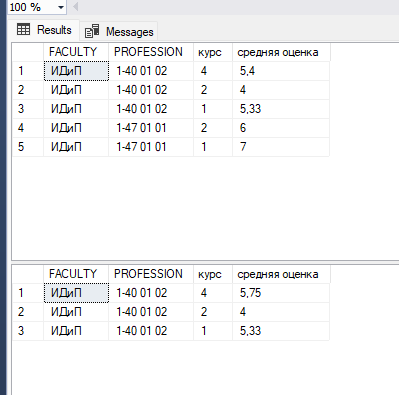 100 %
Results Messages
FACULTY PROFESSION курс средняя оценка
1 ИДиП 1-40 01 02 4 5,4
2 ИДиП 1-40 01 02 2 4
3 ИДиП 1-40 01 02 1 5,33
4 ИДиП 1-47 01 01 2 6
5 ИДиП 1-47 01 01 1 7
FACULTY PROFESSION курс средняя оценка
1 ИДиП 1-40 01 02 4 5,75
2 ИДиП 1-40 01 02 2 4
3 ИДиП 1-40 01 02 1 5,33